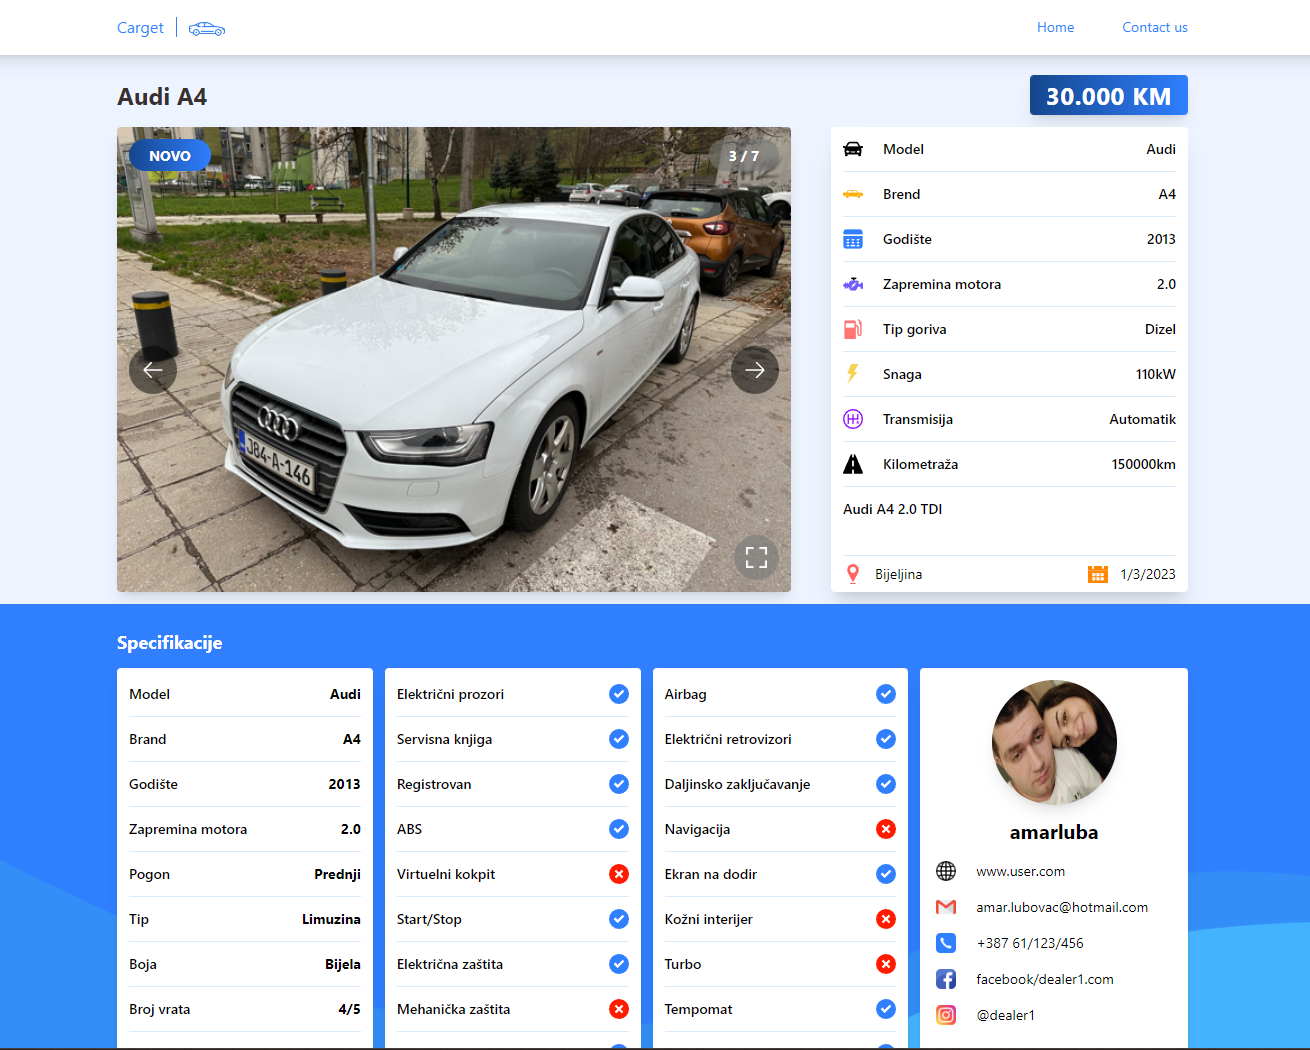 Carget
Home
Contact us
Audi A4
30.000 KM
NOVO
3 / 7
J84-A-146
Model Audi
Brend A4
Godište 2013
Zapremina motora 2.0
Tip goriva Dizel
Snaga 110kW
Transmisija Automatik
Kilometraža 150000km
Audi A4 2.0 TDI
Bijeljina 1/3/2023
Specifikacije
Model Audi
Brand A4
Godište 2013
Zapremina motora 2.0
Pogon Prednji
Tip Limuzina
Boja Bijela
Broj vrata 4/5
Električni prozori
Servisna knjiga
Registrovan
ABS
Virtuelni kokpit
Start/Stop
Električna zaštita
Mehanička zaštita
Airbag
Električni retrovizori
Daljinsko zaključavanje
Navigacija
Ekran na dodir
Kožni interijer
Turbo
Tempomat
amarluba
www.user.com
amar.lubovac@hotmail.com
+387 61/123/456
facebook/dealer1.com
@dealer1